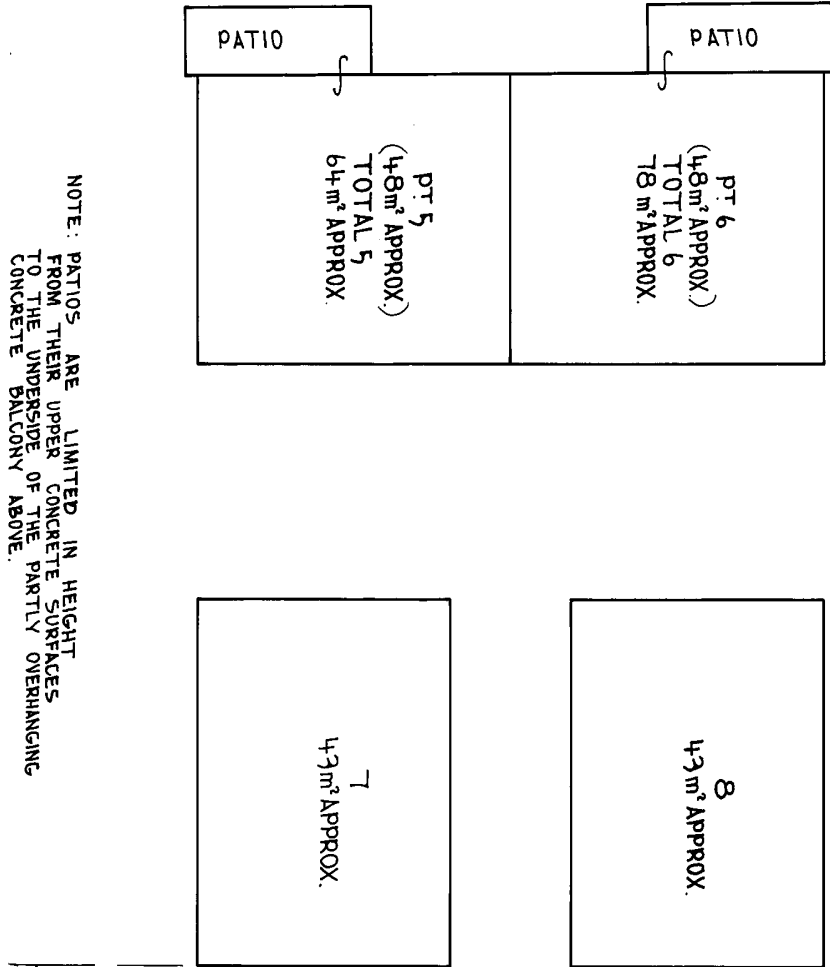 PATIO
PATIO
PT. 5
(48m² APPROX.)
TOTAL 5
64m² APPROX.
PT. 6
(48m² APPROX.)
TOTAL 6
78 m² APPROX.
7
43m² APPROX.
8
43m² APPROX.
NOTE: PATIOS ARE LIMITED IN HEIGHT
FROM THEIR UPPER CONCRETE SURFACES
TO THE UNDERSIDE OF THE PARTLY OVERHANGING
CONCRETE BALCONY ABOVE.